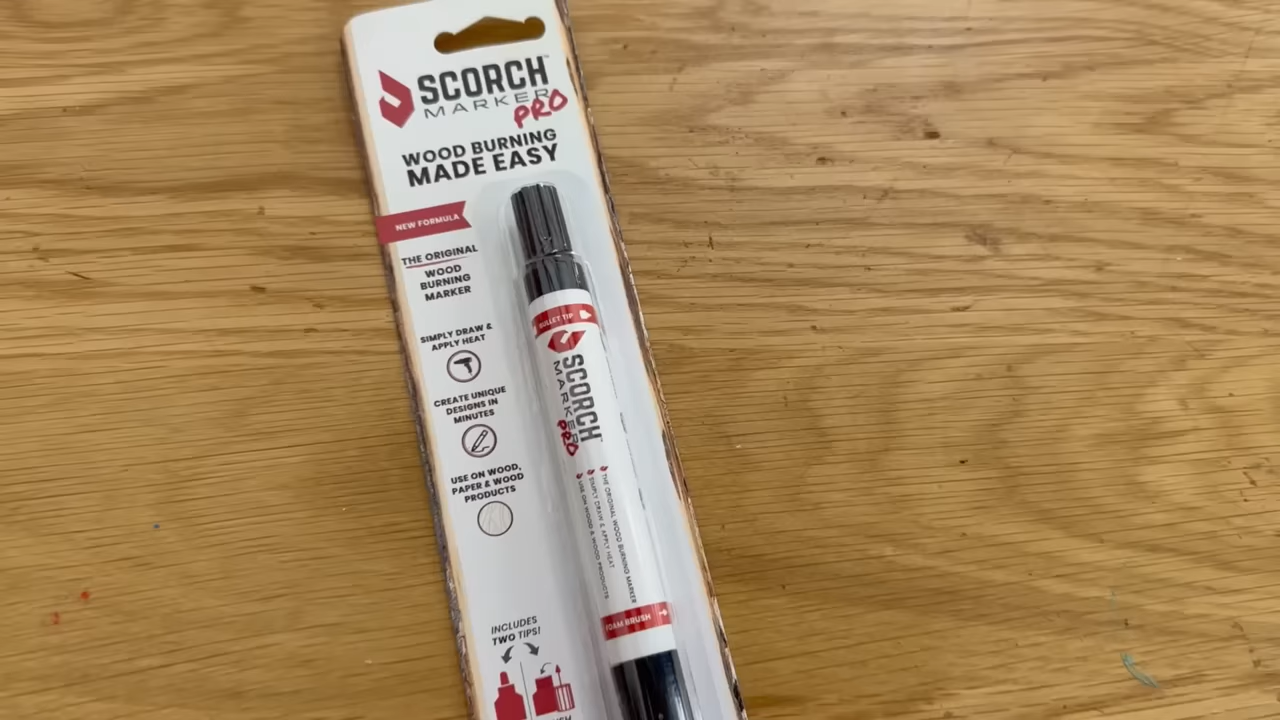 SCORCH™
MARKER
PRO
WOOD BURNING
MADE EASY
NEW FORMULA
THE ORIGINAL
WOOD
BURNING
MARKER
SIMPLY DRAW &
APPLY HEAT
CREATE UNIQUE
DESIGNS IN
MINUTES
USE ON WOOD,
PAPER & WOOD
PRODUCTS
INCLUDES
TWO TIPS!
BULLET TIP
SCORCH
MARKER
PRO
THE ORIGINAL WOOD BURNING MARKER
SIMPLY DRAW & APPLY HEAT
USE ON WOOD & WOOD PRODUCTS
FOAM BRUSH